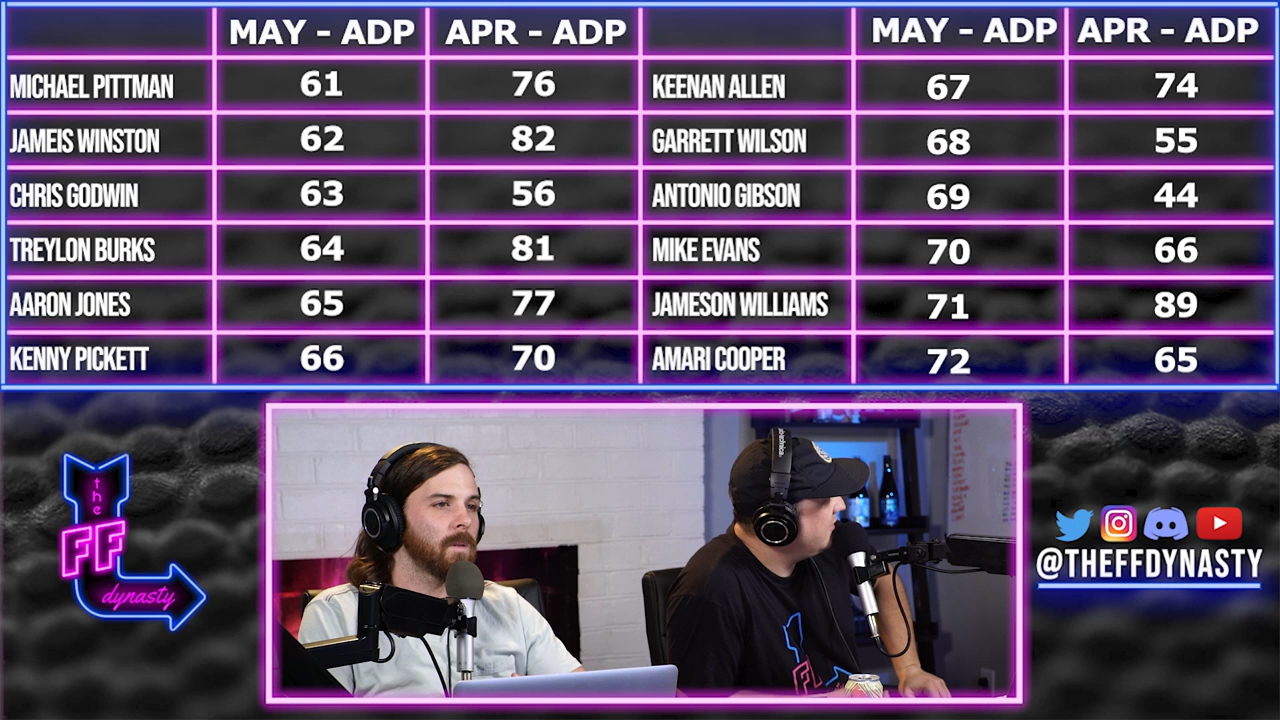 MAY - ADP APR - ADP MAY - ADP APR - ADP
MICHAEL PITTMAN 61 76 KEENAN ALLEN 67 74
JAMEIS WINSTON 62 82 GARRETT WILSON 68 55
CHRIS GODWIN 63 56 ANTONIO GIBSON 69 44
TREYLON BURKS 64 81 MIKE EVANS 70 66
AARON JONES 65 77 JAMESON WILLIAMS 71 89
KENNY PICKETT 66 70 AMARI COOPER 72 65
the
FF
dynasty
@THEFFDYNASTY